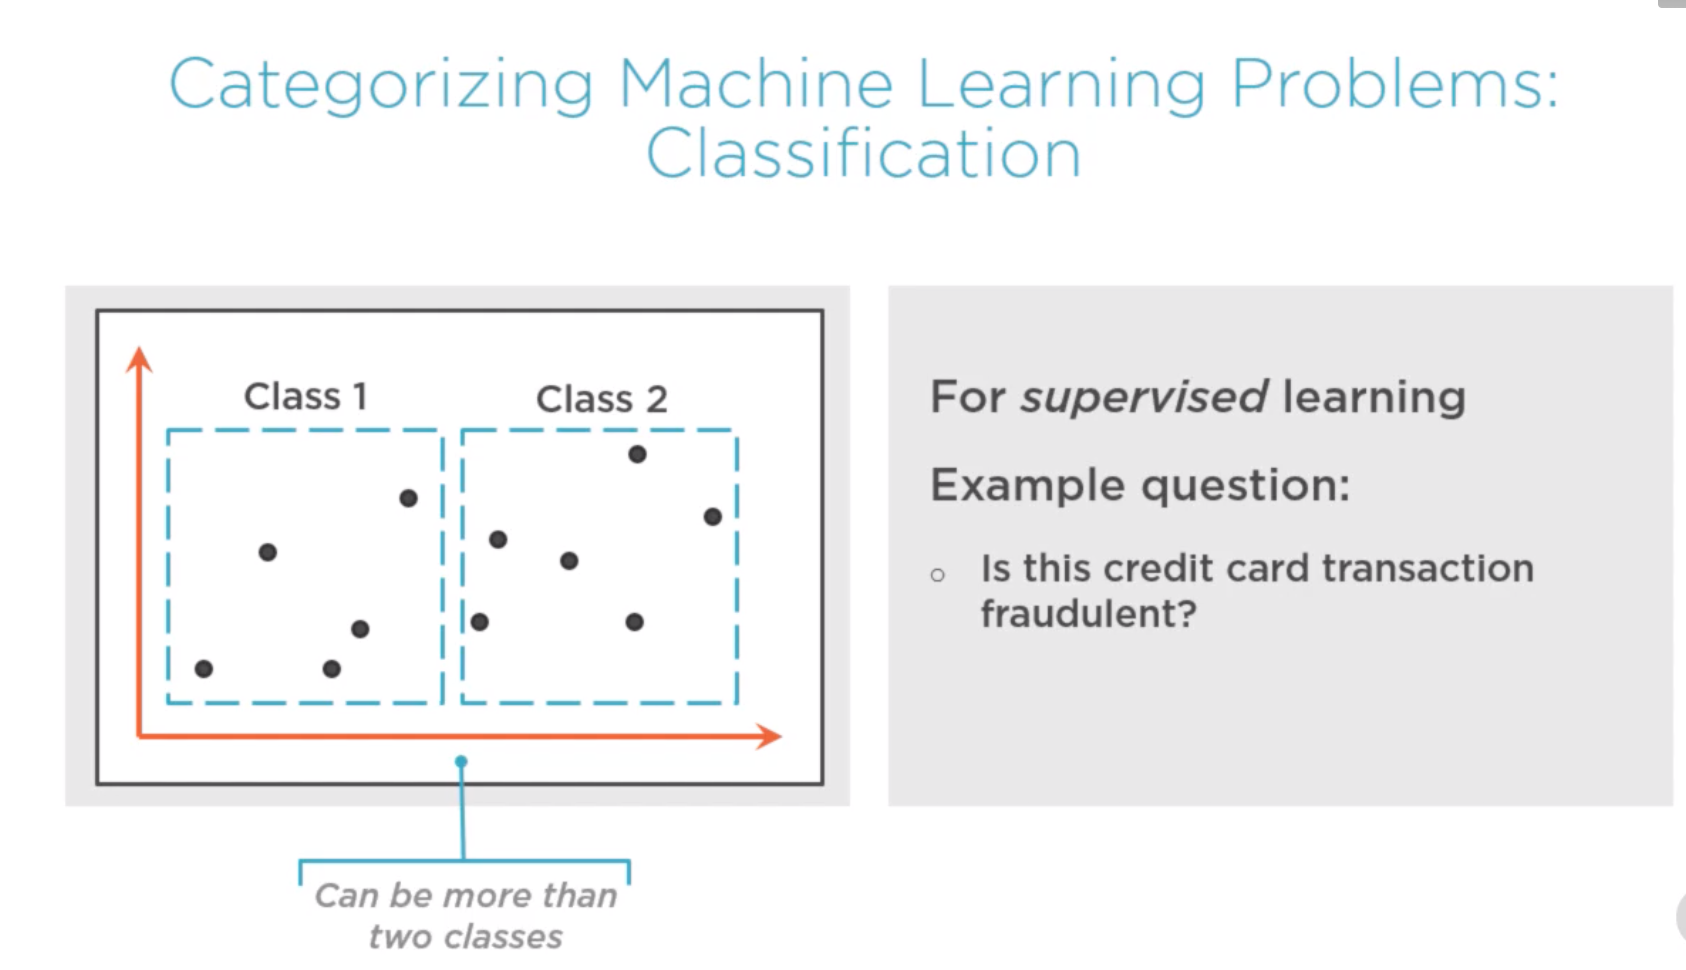 Categorizing Machine Learning Problems:
Classification
Class 1
Class 2
Can be more than
two classes
For supervised learning
Example question:
○ Is this credit card transaction
fraudulent?